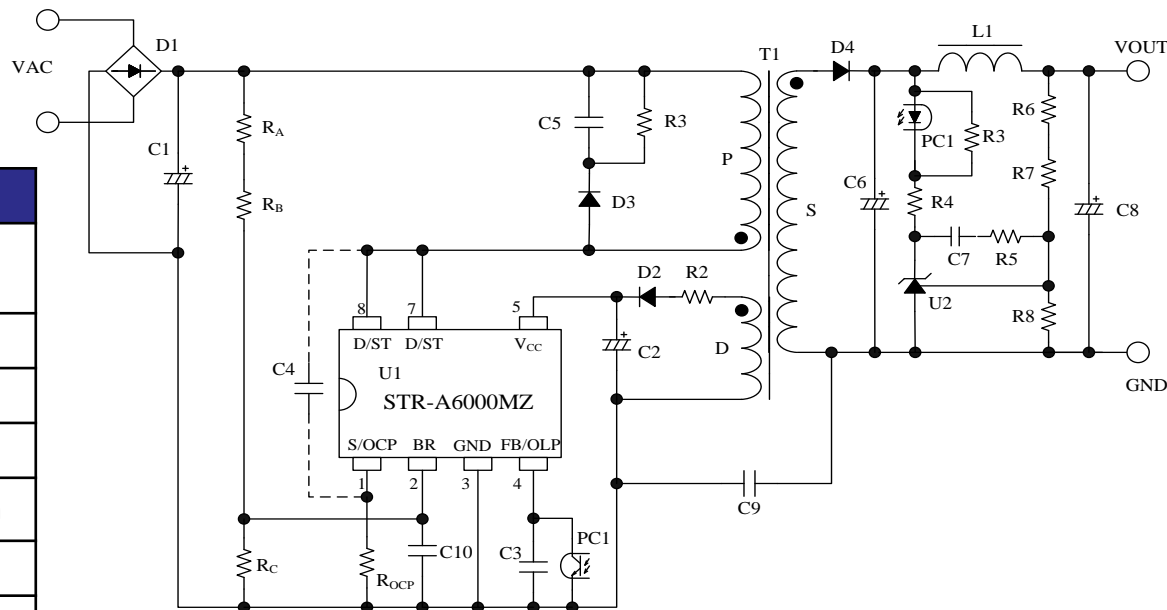 VAC
D1
C1
RA
RB
C5
R3
D3
T1
P
S
D4
L1
VOUT
PC1
R3
R4
C6
R6
R7
C8
C7
R5
U2
R8
GND
D2
R2
C2
D
8
7
5
D/ST
D/ST
VCC
C4
U1
STR-A6000MZ
S/OCP
BR
GND
FB/OLP
1
2
3
4
C9
RC
ROCP
C10
C3
PC1